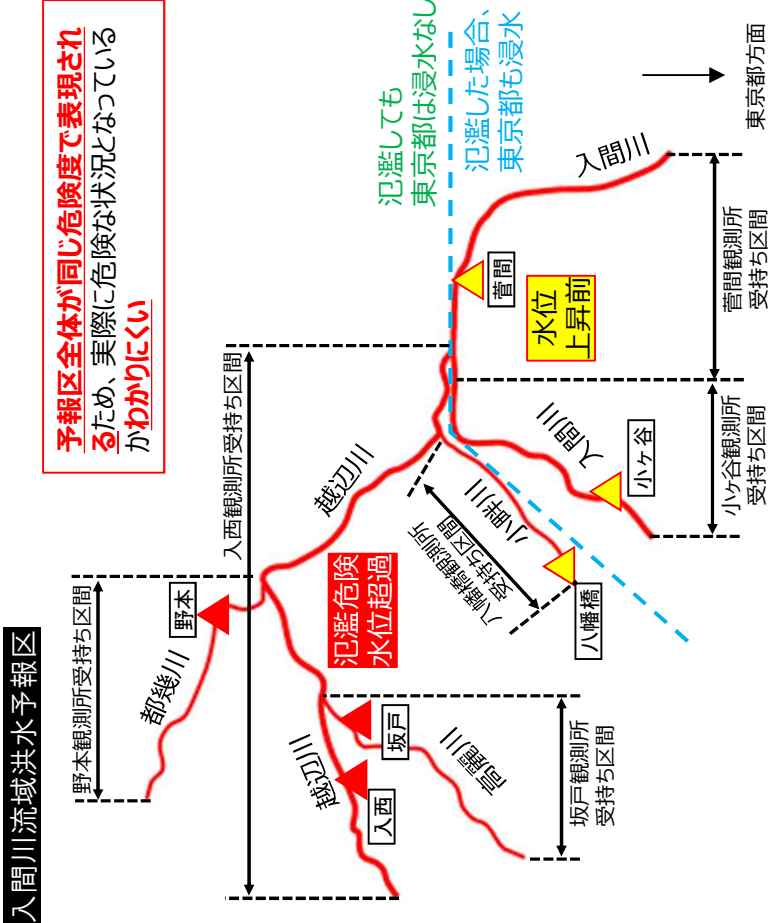 入間川流域洪水予報区
予報区全体が同じ危険度で表現され
るため、実際に危険な状況となっている
かわかりにくい
野本観測所受持ち区間
入西観測所受持ち区間
都幾川
野本
越辺川
氾濫危険
水位超過
越辺川
入西
坂戸
高麗川
坂戸観測所
受持ち区間
八幡橋観測所
受持ち区間
小畔川
八幡橋
入間川
小ヶ谷
小ヶ谷観測所
受持ち区間
氾濫しても
東京都は浸水なし
氾濫した場合、
東京都も浸水
菅間
水位
上昇前
入間川
菅間観測所
受持ち区間
東京都方面